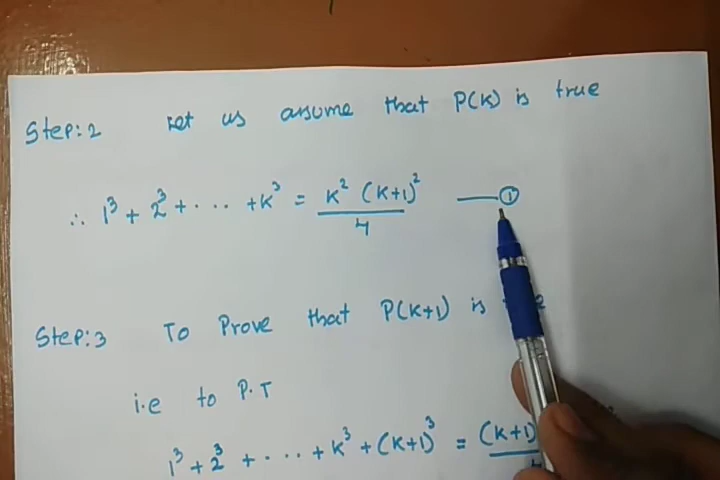 Step:2 Let us assume that P(K) is true
∴ 1³ + 2³ + · · · · + K³ = K² (K+1)² / 4 —— ①
Step:3 To Prove that P(K+1) is
i.e to P.T
1³ + 2³ + · · · · + K³ + (K+1)³ = (K+1)